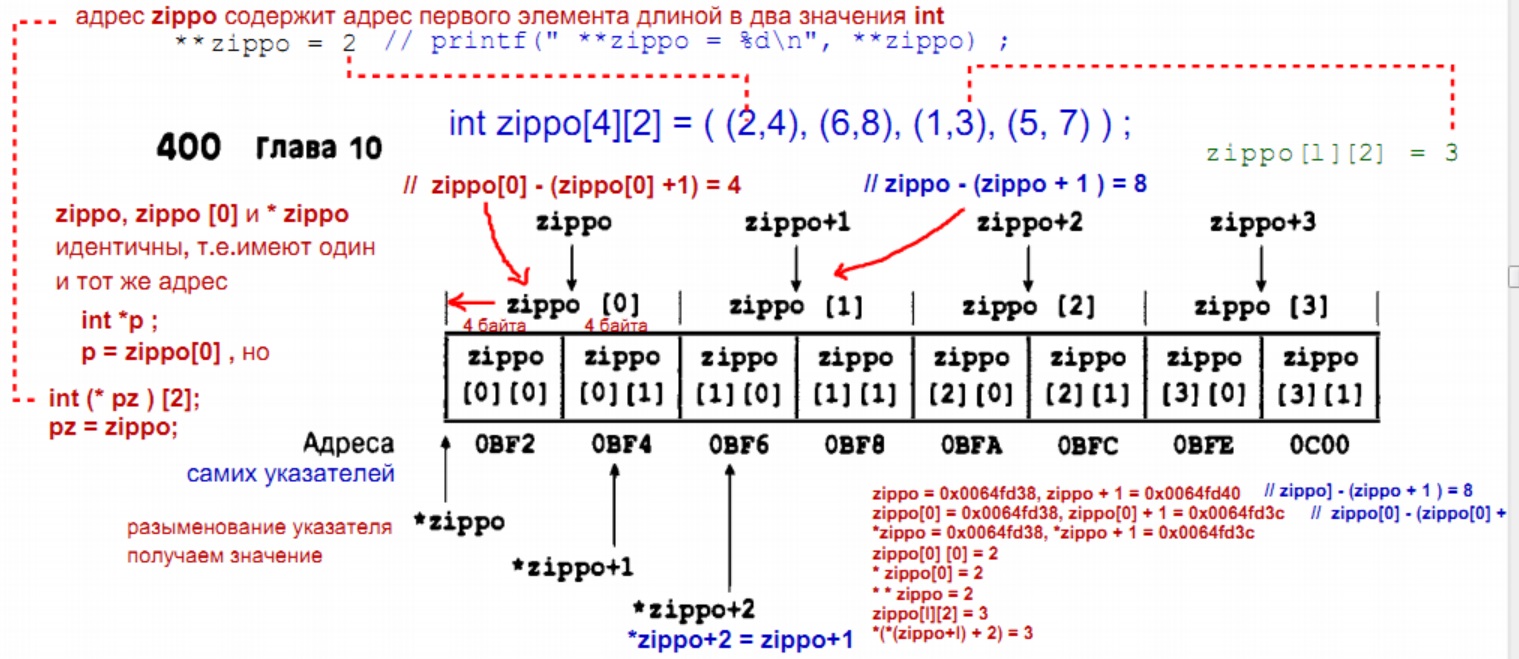 адрес zippo содержит адрес первого элемента длиной в два значения int
**zippo = 2 // printf(" **zippo = %d\n", **zippo) ;
int zippo[4][2] = ( (2,4), (6,8), (1,3), (5, 7) ) ;
400 Глава 10
zippo[l][2] = 3
// zippo[0] - (zippo[0] +1) = 4
// zippo - (zippo + 1 ) = 8
zippo, zippo [0] и * zippo
идентичны, т.е.имеют один
и тот же адрес
int *p ;
p = zippo[0] , но
int (* pz ) [2];
pz = zippo;
zippo zippo+1 zippo+2 zippo+3
zippo [0] zippo [1] zippo [2] zippo [3]
4 байта 4 байта
zippo zippo zippo zippo zippo zippo zippo zippo
[0][0] [0][1] [1][0] [1][1] [2][0] [2][1] [3][0] [3][1]
Адреса 0BF2 0BF4 0BF6 0BF8 0BFA 0BFC 0BFE 0C00
самих указателей
разыменование указателя
получаем значение
*zippo
*zippo+1
*zippo+2
*zippo+2 = zippo+1
zippo = 0x0064fd38, zippo + 1 = 0x0064fd40 // zippo] - (zippo + 1 ) = 8
zippo[0] = 0x0064fd38, zippo[0] + 1 = 0x0064fd3c // zippo[0] - (zippo[0] +
*zippo = 0x0064fd38, *zippo + 1 = 0x0064fd3c
zippo[0] [0] = 2
* zippo[0] = 2
* * zippo = 2
zippo[l][2] = 3
*(*(zippo+l) + 2) = 3